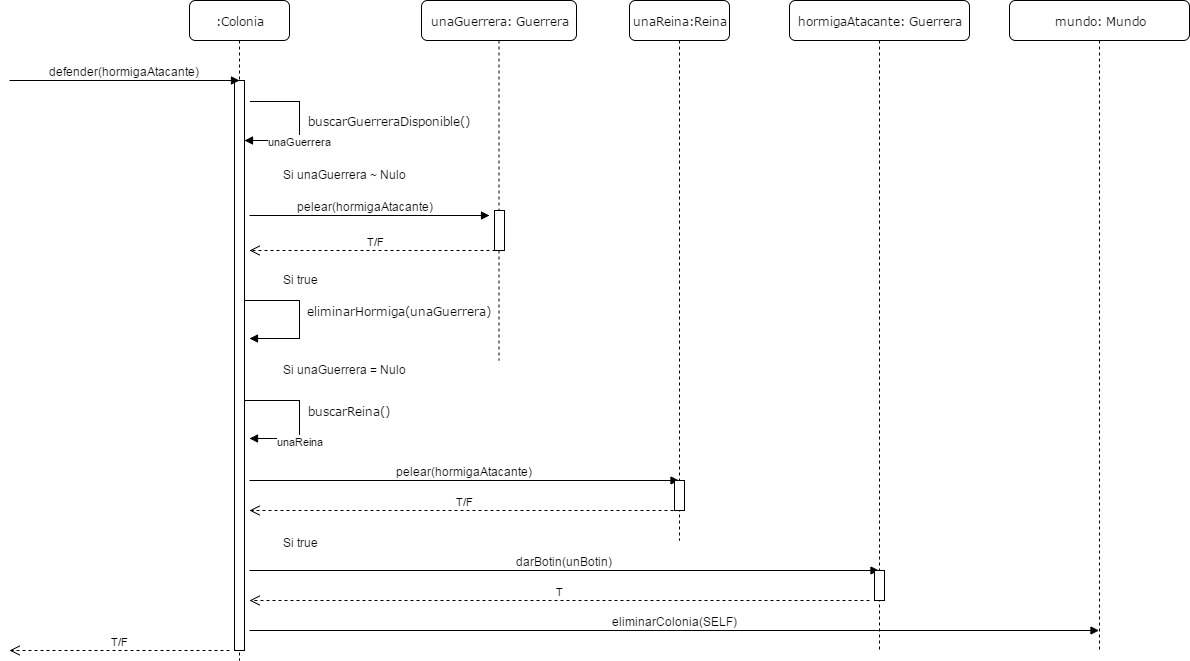 :Colonia
unaGuerrera: Guerrera
unaReina:Reina
hormigaAtacante: Guerrera
mundo: Mundo
defender(hormigaAtacante)
buscarGuerreraDisponible()
unaGuerrera
Si unaGuerrera ~ Nulo
pelear(hormigaAtacante)
T/F
Si true
eliminarHormiga(unaGuerrera)
Si unaGuerrera = Nulo
buscarReina()
unaReina
pelear(hormigaAtacante)
T/F
Si true
darBotin(unBotin)
T
eliminarColonia(SELF)
T/F